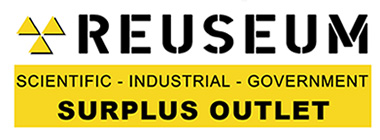 REUSEUM
SCIENTIFIC - INDUSTRIAL - GOVERNMENT
SURPLUS OUTLET